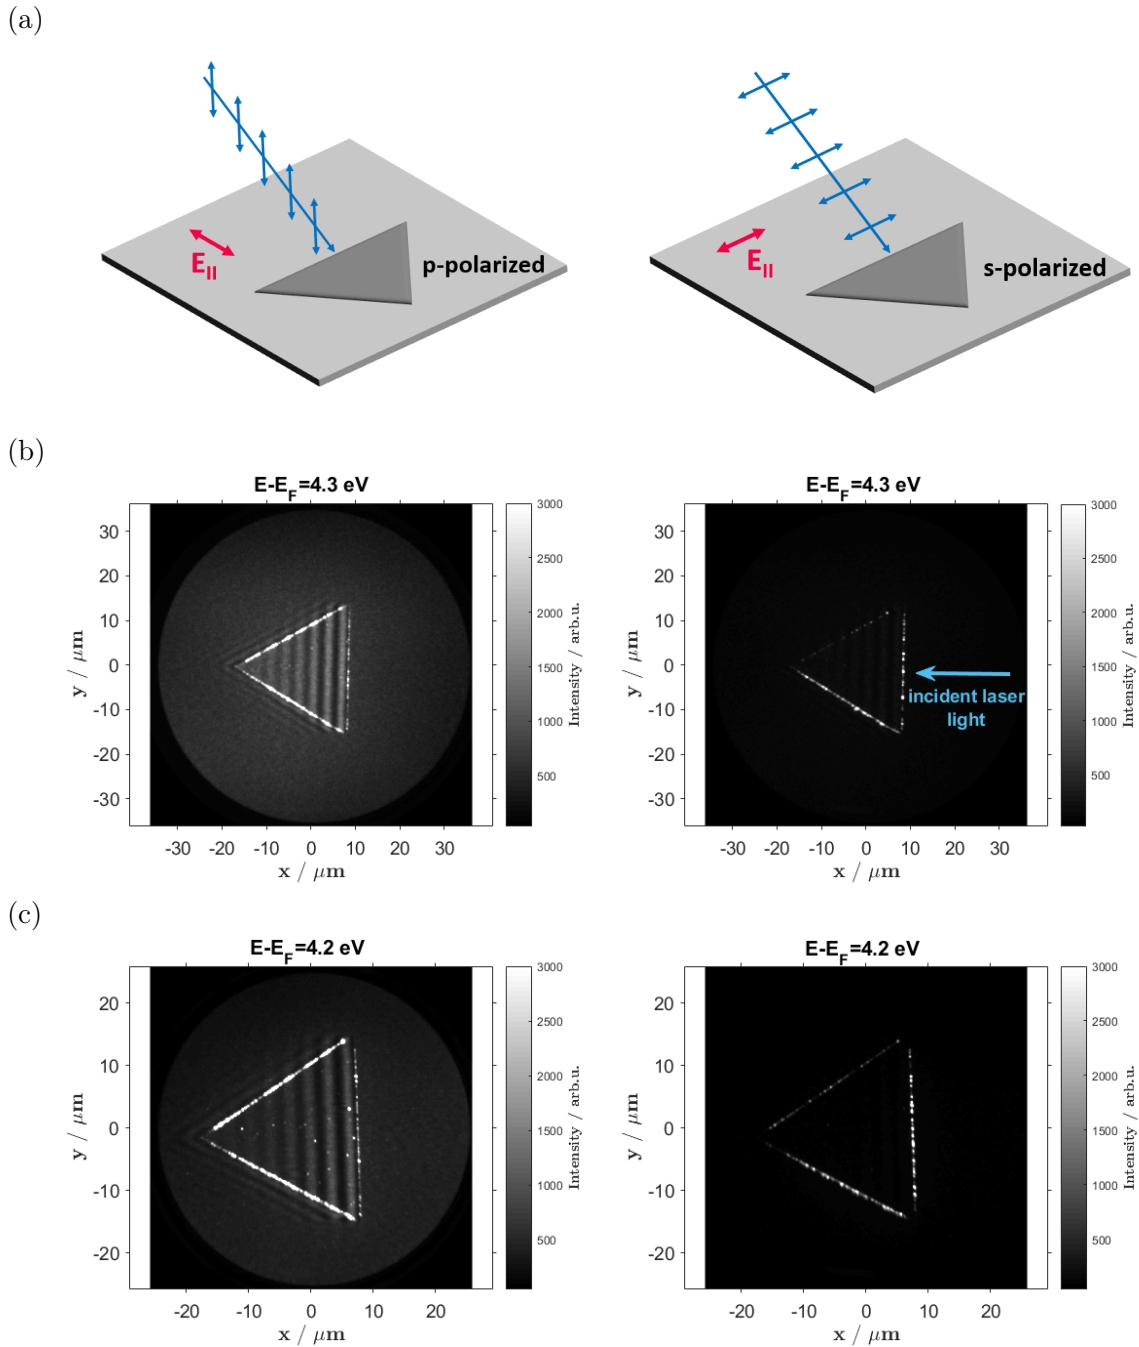 (a)
E||
p-polarized
E||
s-polarized
(b)
E-EF=4.3 eV
30
20
10
0
-10
-20
-30
y / μm
-30 -20 -10 0 10 20 30
x / μm
3000
2500
2000
1500
1000
500
Intensity / arb.u.
E-EF=4.3 eV
30
20
10
0
-10
-20
-30
y / μm
incident laser
light
-30 -20 -10 0 10 20 30
x / μm
3000
2500
2000
1500
1000
500
Intensity / arb.u.
(c)
E-EF=4.2 eV
20
10
0
-10
-20
y / μm
-20 -10 0 10 20
x / μm
3000
2500
2000
1500
1000
500
Intensity / arb.u.
E-EF=4.2 eV
20
10
0
-10
-20
y / μm
-20 -10 0 10 20
x / μm
3000
2500
2000
1500
1000
500
Intensity / arb.u.